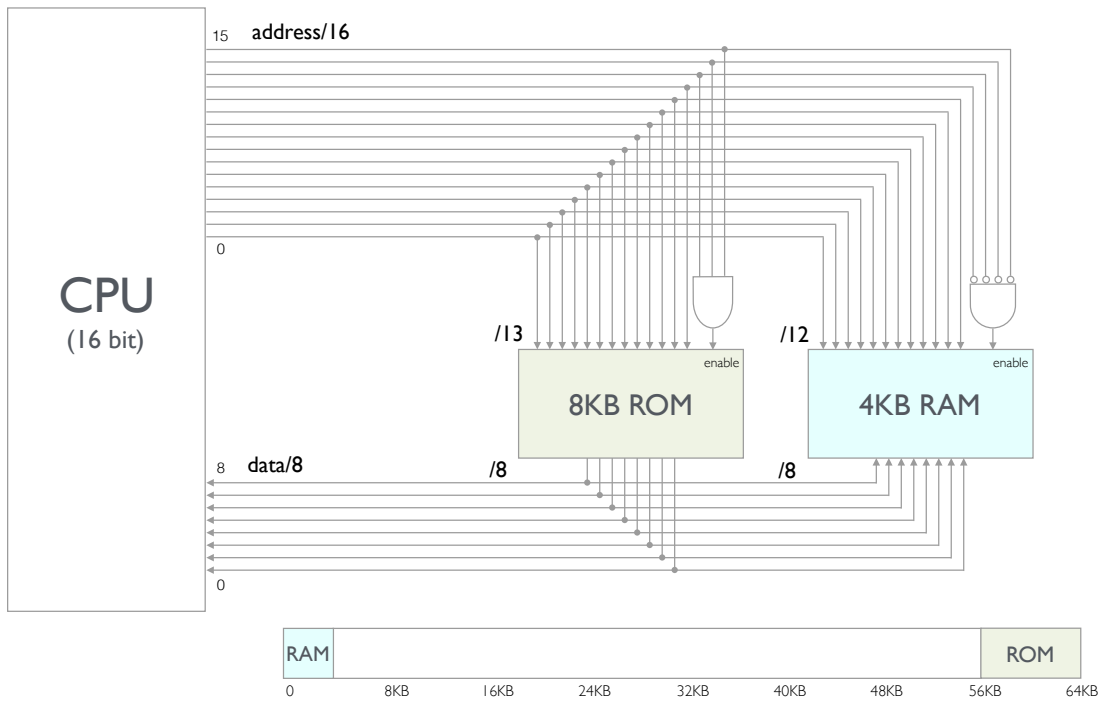 15 address/16
0
CPU
(16 bit)
/13
/12
enable
enable
8KB ROM
4KB RAM
8 data/8
/8
/8
0
RAM
ROM
0 8KB 16KB 24KB 32KB 40KB 48KB 56KB 64KB